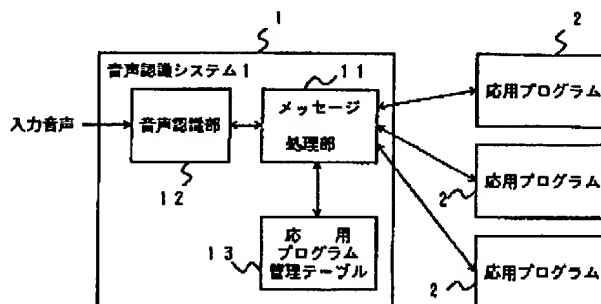 1
2
音声認識システム1
11
入力音声
音声認識部
メッセージ
処理部
応用プログラム
12
2
応用プログラム
13
応 用
プログラム
管理テーブル
2
応用プログラム